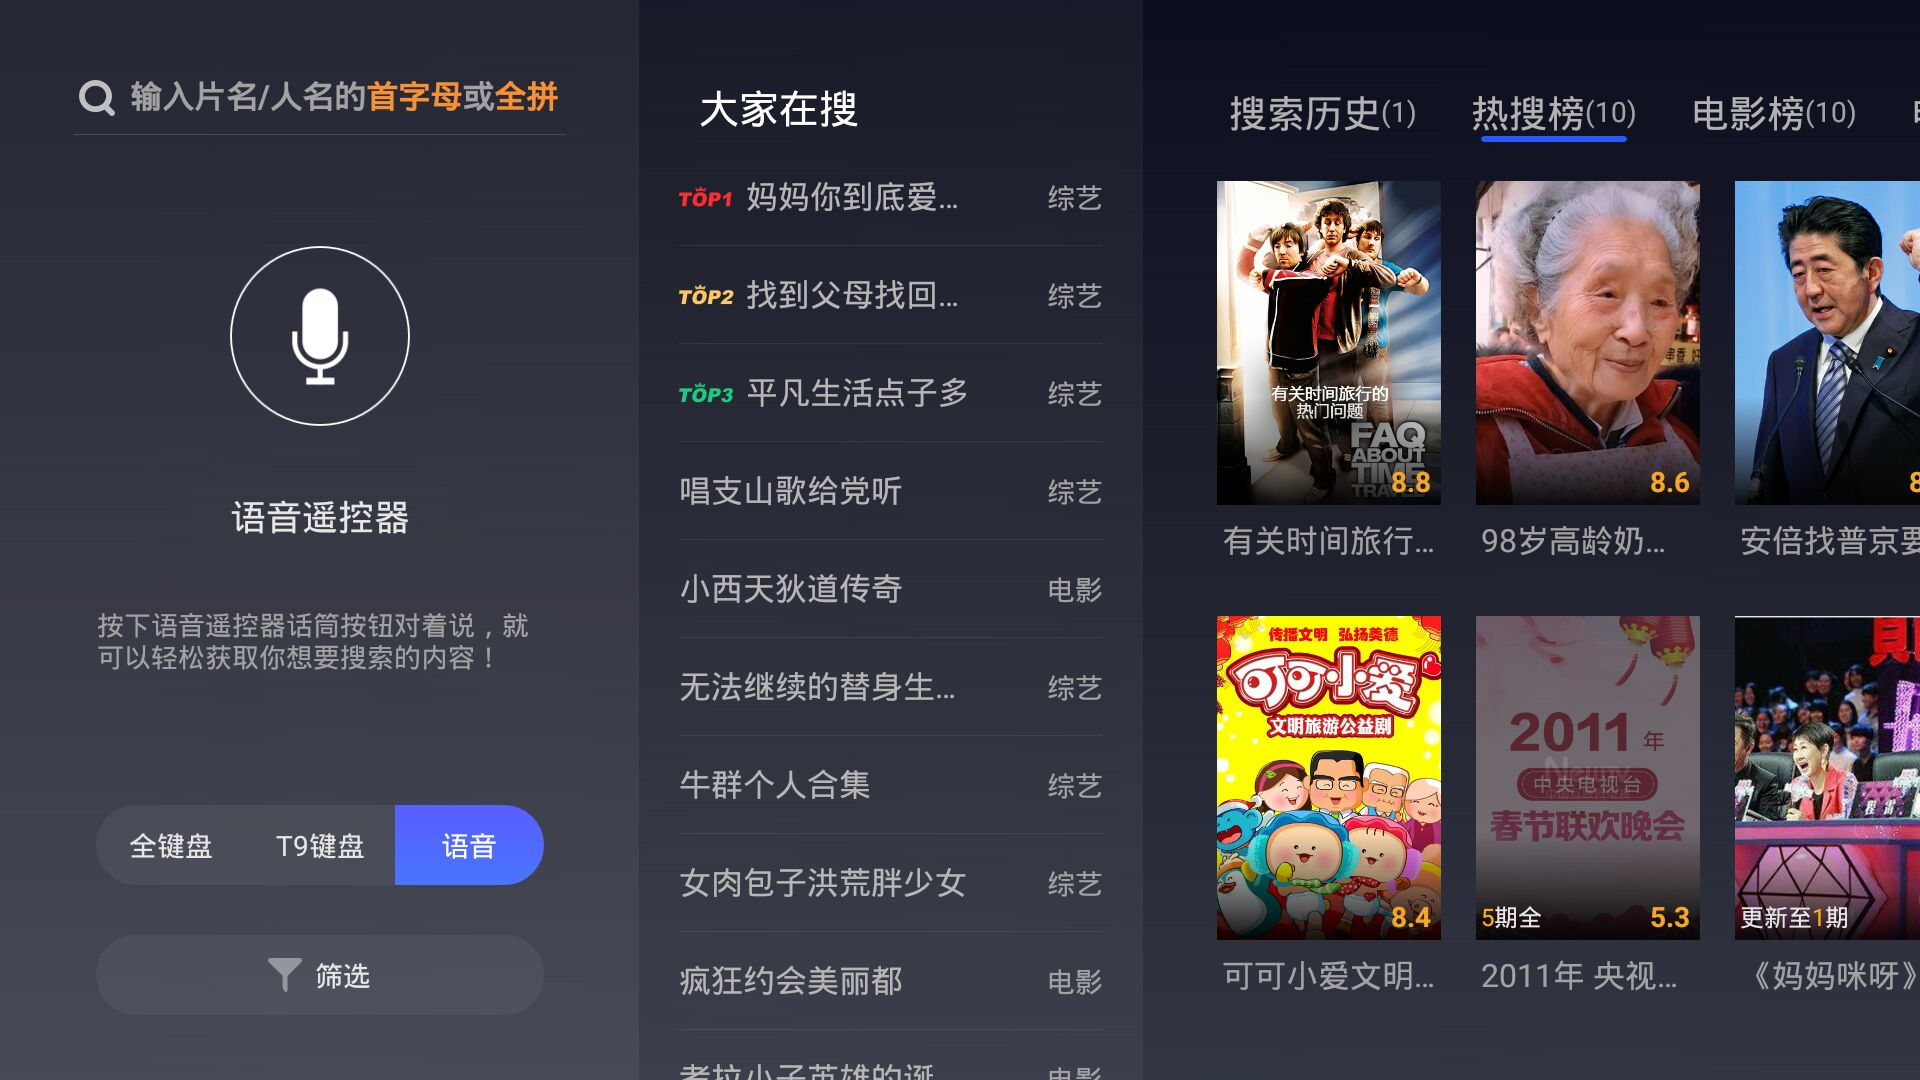 输入片名/人名的首字母或全拼
语音遥控器
按下语音遥控器话筒按钮对着说，就
可以轻松获取你想要搜索的内容！
全键盘
T9键盘
语音
筛选
大家在搜
TOP1 妈妈你到底爱... 综艺
TOP2 找到父母找回... 综艺
TOP3 平凡生活点子多 综艺
唱支山歌给党听 综艺
小西天狄道传奇 电影
无法继续的替身生... 综艺
牛群个人合集 综艺
女肉包子洪荒胖少女 综艺
疯狂约会美丽都 电影
考拉小子英雄的诞 电影
搜索历史(1)
热搜榜(10)
电影榜(10)
有关时间旅行的
热门问题
FAQ
ABOUT
TIME
TRAVEL
8.8
有关时间旅行...
8.6
98岁高龄奶...
安倍找普京要
传播文明 弘扬美德
可可小爱
文明旅游公益剧
8.4
可可小爱文明...
2011年
中央电视台
春节联欢晚会
5期全
5.3
2011年 央视...
更新至1期
《妈妈咪呀》